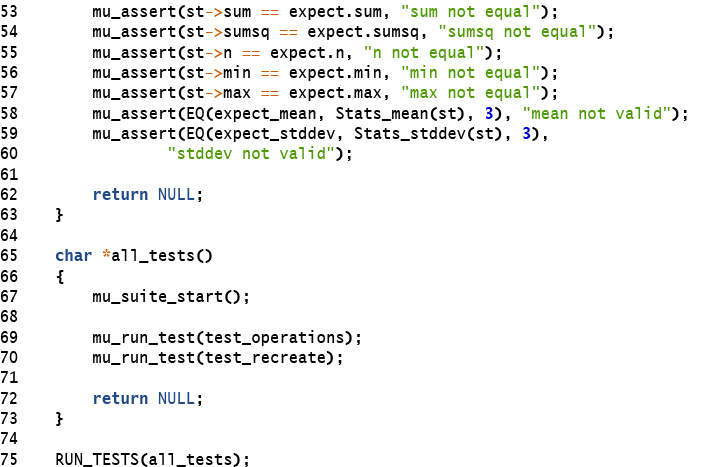 53        mu_assert(st->sum == expect.sum, "sum not equal");
54        mu_assert(st->sumsq == expect.sumsq, "sumsq not equal");
55        mu_assert(st->n == expect.n, "n not equal");
56        mu_assert(st->min == expect.min, "min not equal");
57        mu_assert(st->max == expect.max, "max not equal");
58        mu_assert(EQ(expect_mean, Stats_mean(st), 3), "mean not valid");
59        mu_assert(EQ(expect_stddev, Stats_stddev(st), 3),
60                "stddev not valid");
61
62        return NULL;
63    }
64
65    char *all_tests()
66    {
67        mu_suite_start();
68
69        mu_run_test(test_operations);
70        mu_run_test(test_recreate);
71
72        return NULL;
73    }
74
75    RUN_TESTS(all_tests);